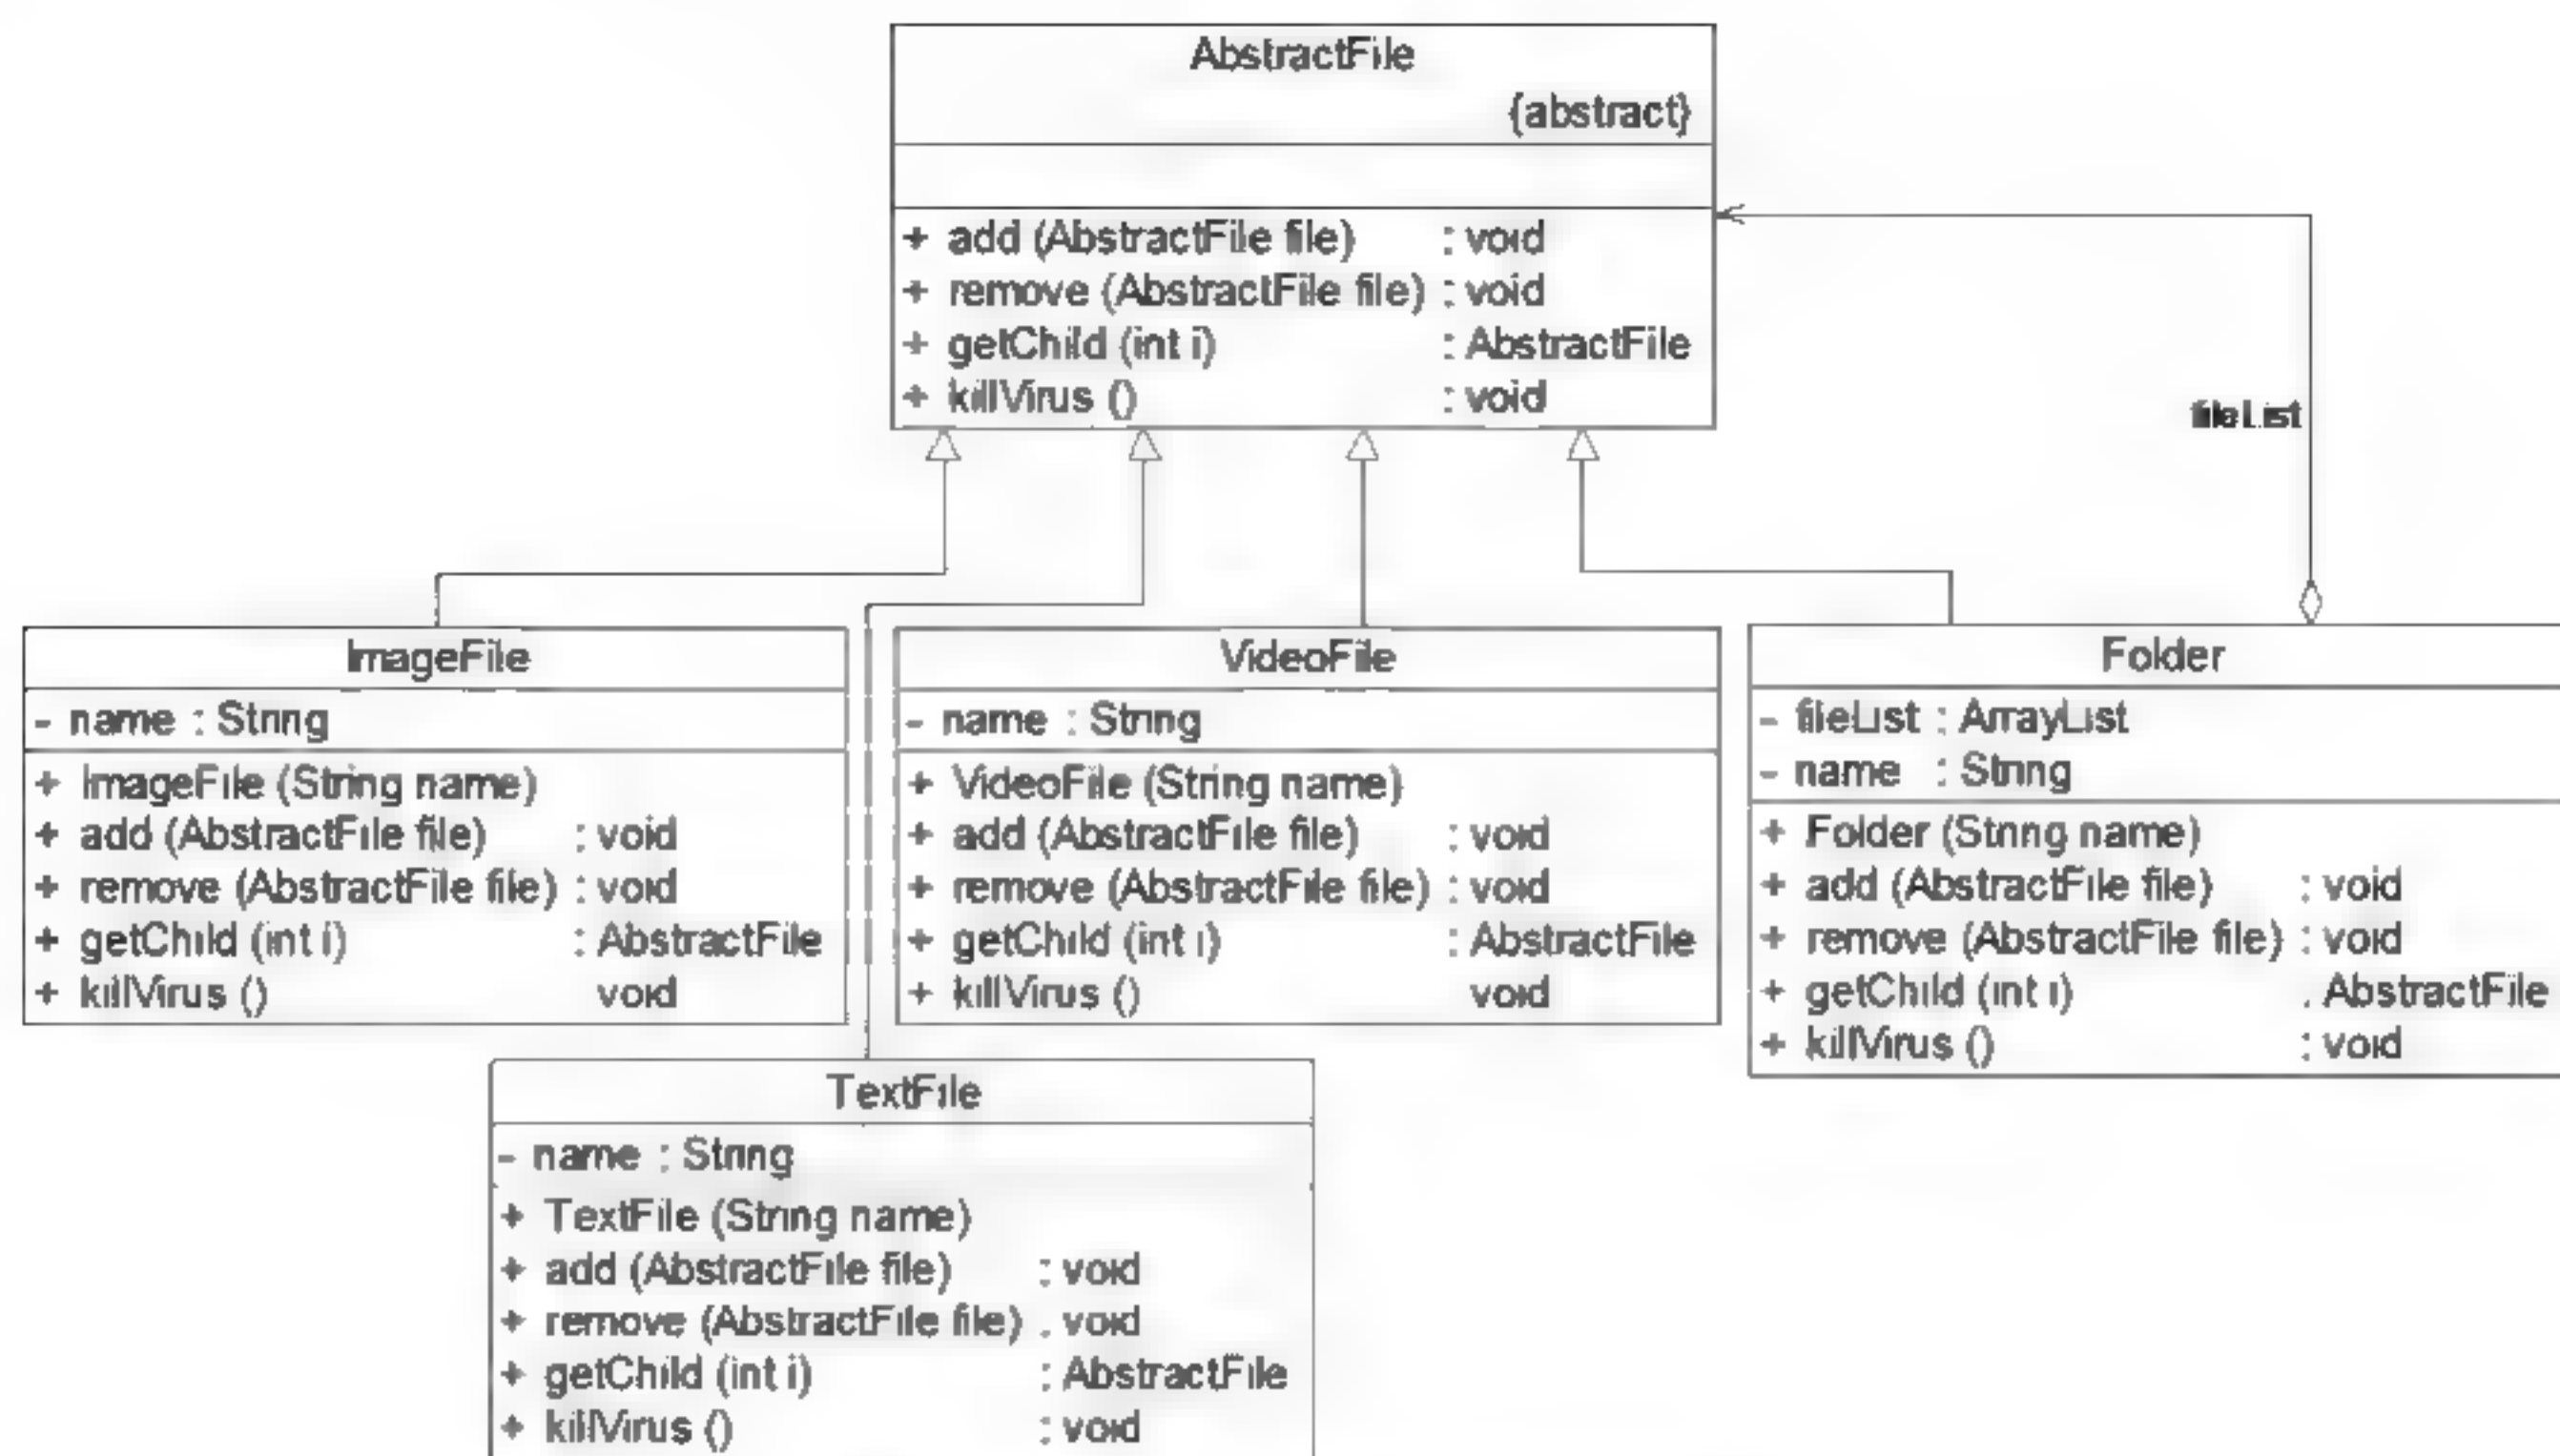 AbstractFile
{abstract}
+ add (AbstractFile file) : void
+ remove (AbstractFile file) : void
+ getChild (int i) : AbstractFile
+ killVirus () : void
fileList
ImageFile
- name : String
+ ImageFile (String name)
+ add (AbstractFile file) : void
+ remove (AbstractFile file) : void
+ getChild (int i) : AbstractFile
+ killVirus () void
VideoFile
- name : String
+ VideoFile (String name)
+ add (AbstractFile file) : void
+ remove (AbstractFile file) : void
+ getChild (int i) : AbstractFile
+ killVirus () void
Folder
- fileList : ArrayList
- name : String
+ Folder (String name)
+ add (AbstractFile file) : void
+ remove (AbstractFile file) : void
+ getChild (int i) . AbstractFile
+ killVirus () : void
TextFile
- name : String
+ TextFile (String name)
+ add (AbstractFile file) : void
+ remove (AbstractFile file) . void
+ getChild (int i) : AbstractFile
+ killVirus () : void